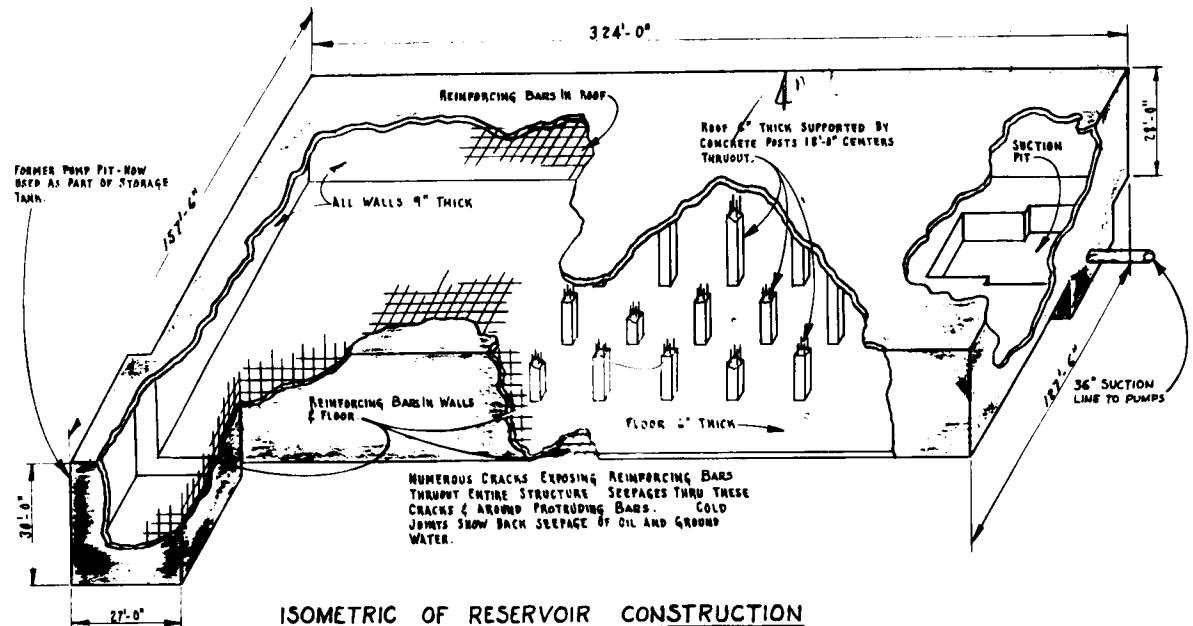 324'-0"
REINFORCING BARS IN ROOF
ROOF 6" THICK SUPPORTED BY
CONCRETE POSTS 18'-0" CENTERS
THRUOUT.
SUCTION
PIT
28'-0"
FORMER PUMP PIT-NOW
USED AS PART OF STORAGE
TANK.
157'-6"
ALL WALLS 9" THICK
36" SUCTION
LINE TO PUMPS
REINFORCING BARS IN WALLS
& FLOOR
FLOOR 6" THICK
NUMEROUS CRACKS EXPOSING REINFORCING BARS
THRUOUT ENTIRE STRUCTURE SEEPAGES THRU THESE
CRACKS & AROUND PROTRUDING BARS. COLD
JOINTS SHOW BACK SEEPAGE OF OIL AND GROUND
WATER.
27'-0"
ISOMETRIC OF RESERVOIR CONSTRUCTION